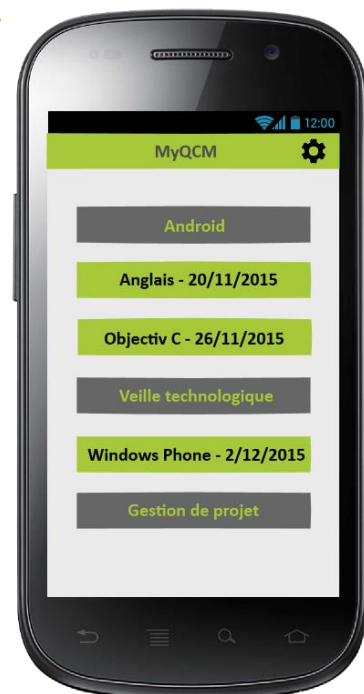 12:00
MyQCM
Android
Anglais - 20/11/2015
Objectiv C - 26/11/2015
Veille technologique
Windows Phone - 2/12/2015
Gestion de projet